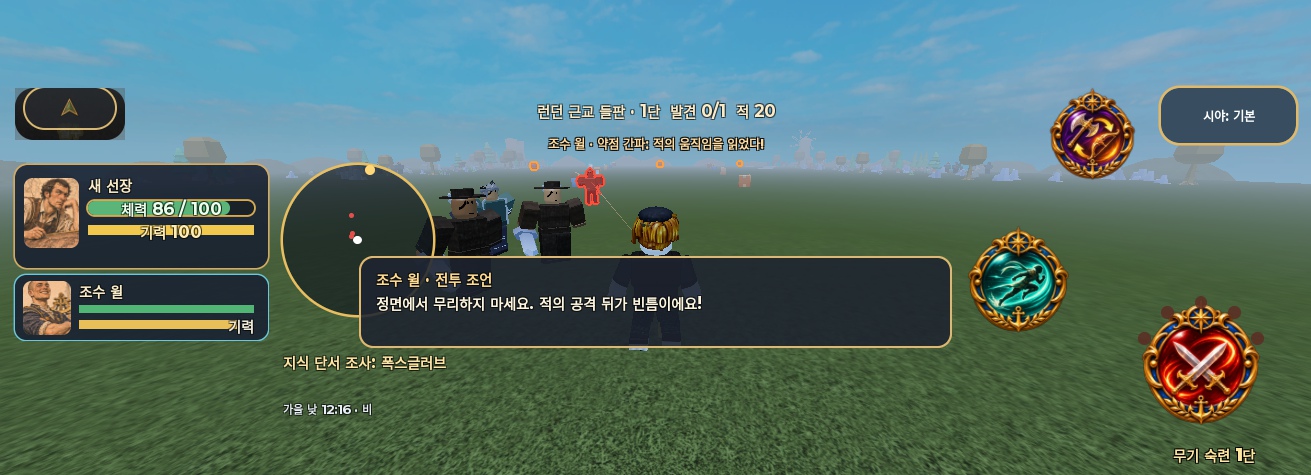 런던 근교 들판 · 1단 발견 0/1 적 20
조수 윌 · 약점 간파: 적의 움직임을 읽었다!
시야: 기본
새 선장
체력 86 / 100
기력 100
조수 윌
기력
조수 윌 · 전투 조언
정면에서 무리하지 마세요. 적의 공격 뒤가 빈틈이에요!
지식 단서 조사: 폭스글러브
가을 낮 12:16 · 비
무기 숙련 1단